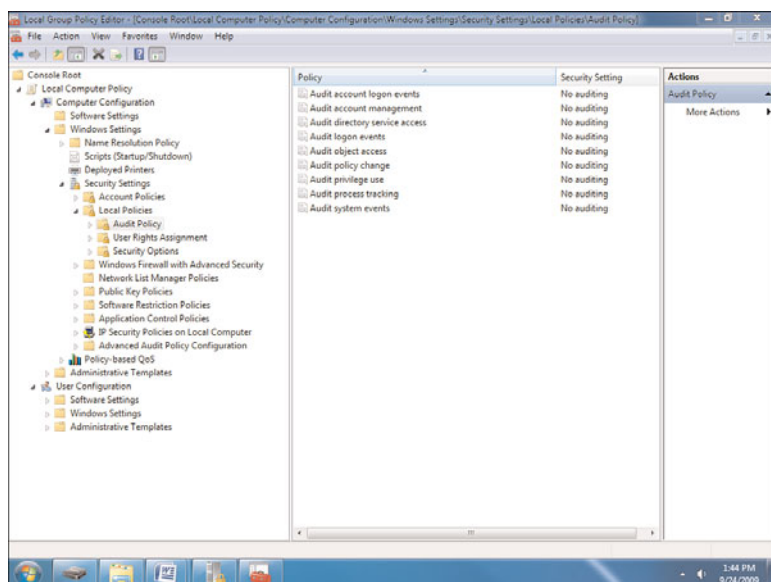 Local Group Policy Editor - [Console Root\Local Computer Policy\Computer Configuration\Windows Settings\Security Settings\Local Policies\Audit Policy]
File Action View Favorites Window Help
Console Root
Local Computer Policy
Computer Configuration
Software Settings
Windows Settings
Name Resolution Policy
Scripts (Startup/Shutdown)
Deployed Printers
Security Settings
Account Policies
Local Policies
Audit Policy
User Rights Assignment
Security Options
Windows Firewall with Advanced Security
Network List Manager Policies
Public Key Policies
Software Restriction Policies
Application Control Policies
IP Security Policies on Local Computer
Advanced Audit Policy Configuration
Policy-based QoS
Administrative Templates
User Configuration
Software Settings
Windows Settings
Administrative Templates
Policy Security Setting
Audit account logon events No auditing
Audit account management No auditing
Audit directory service access No auditing
Audit logon events No auditing
Audit object access No auditing
Audit policy change No auditing
Audit privilege use No auditing
Audit process tracking No auditing
Audit system events No auditing
Actions
Audit Policy
More Actions
1:44 PM
9/24/2009